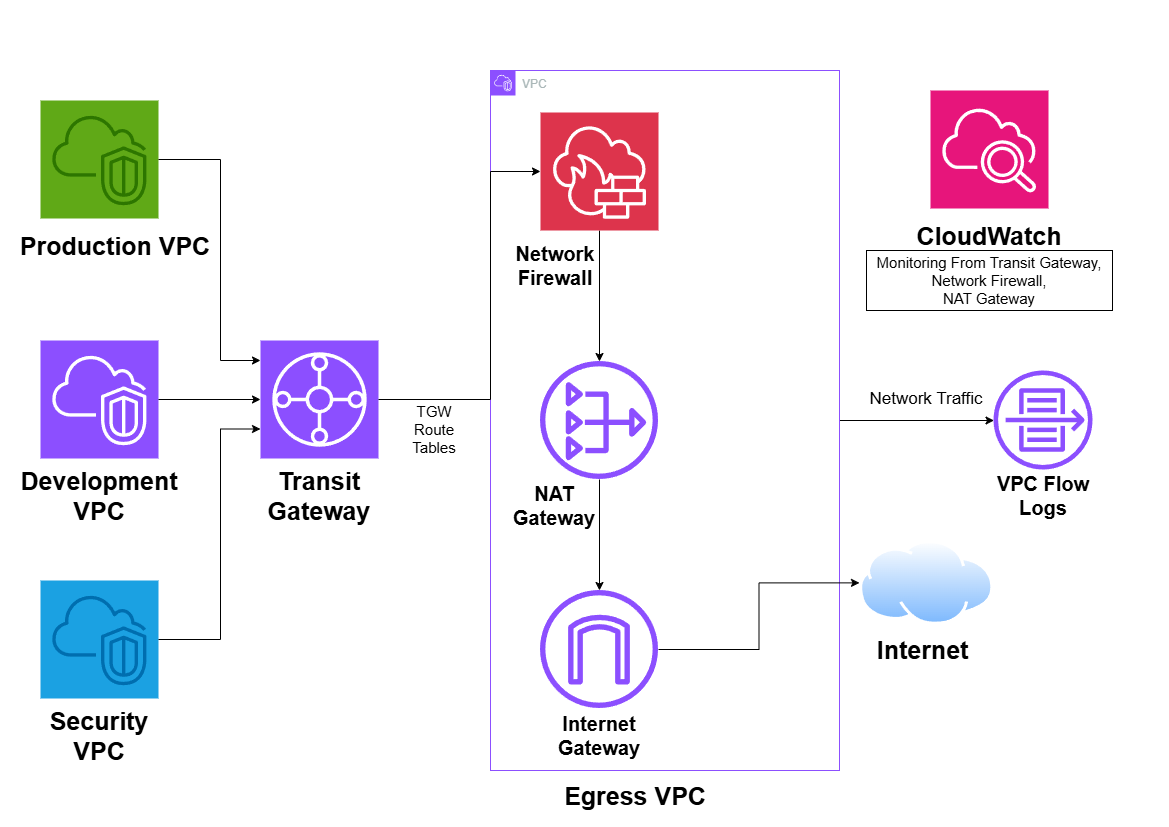 VPC
Production VPC
Network
Firewall
CloudWatch
Monitoring From Transit Gateway,
Network Firewall,
NAT Gateway
Development
VPC
Transit
Gateway
TGW
Route
Tables
NAT
Gateway
Network Traffic
VPC Flow
Logs
Security
VPC
Internet
Gateway
Internet
Egress VPC